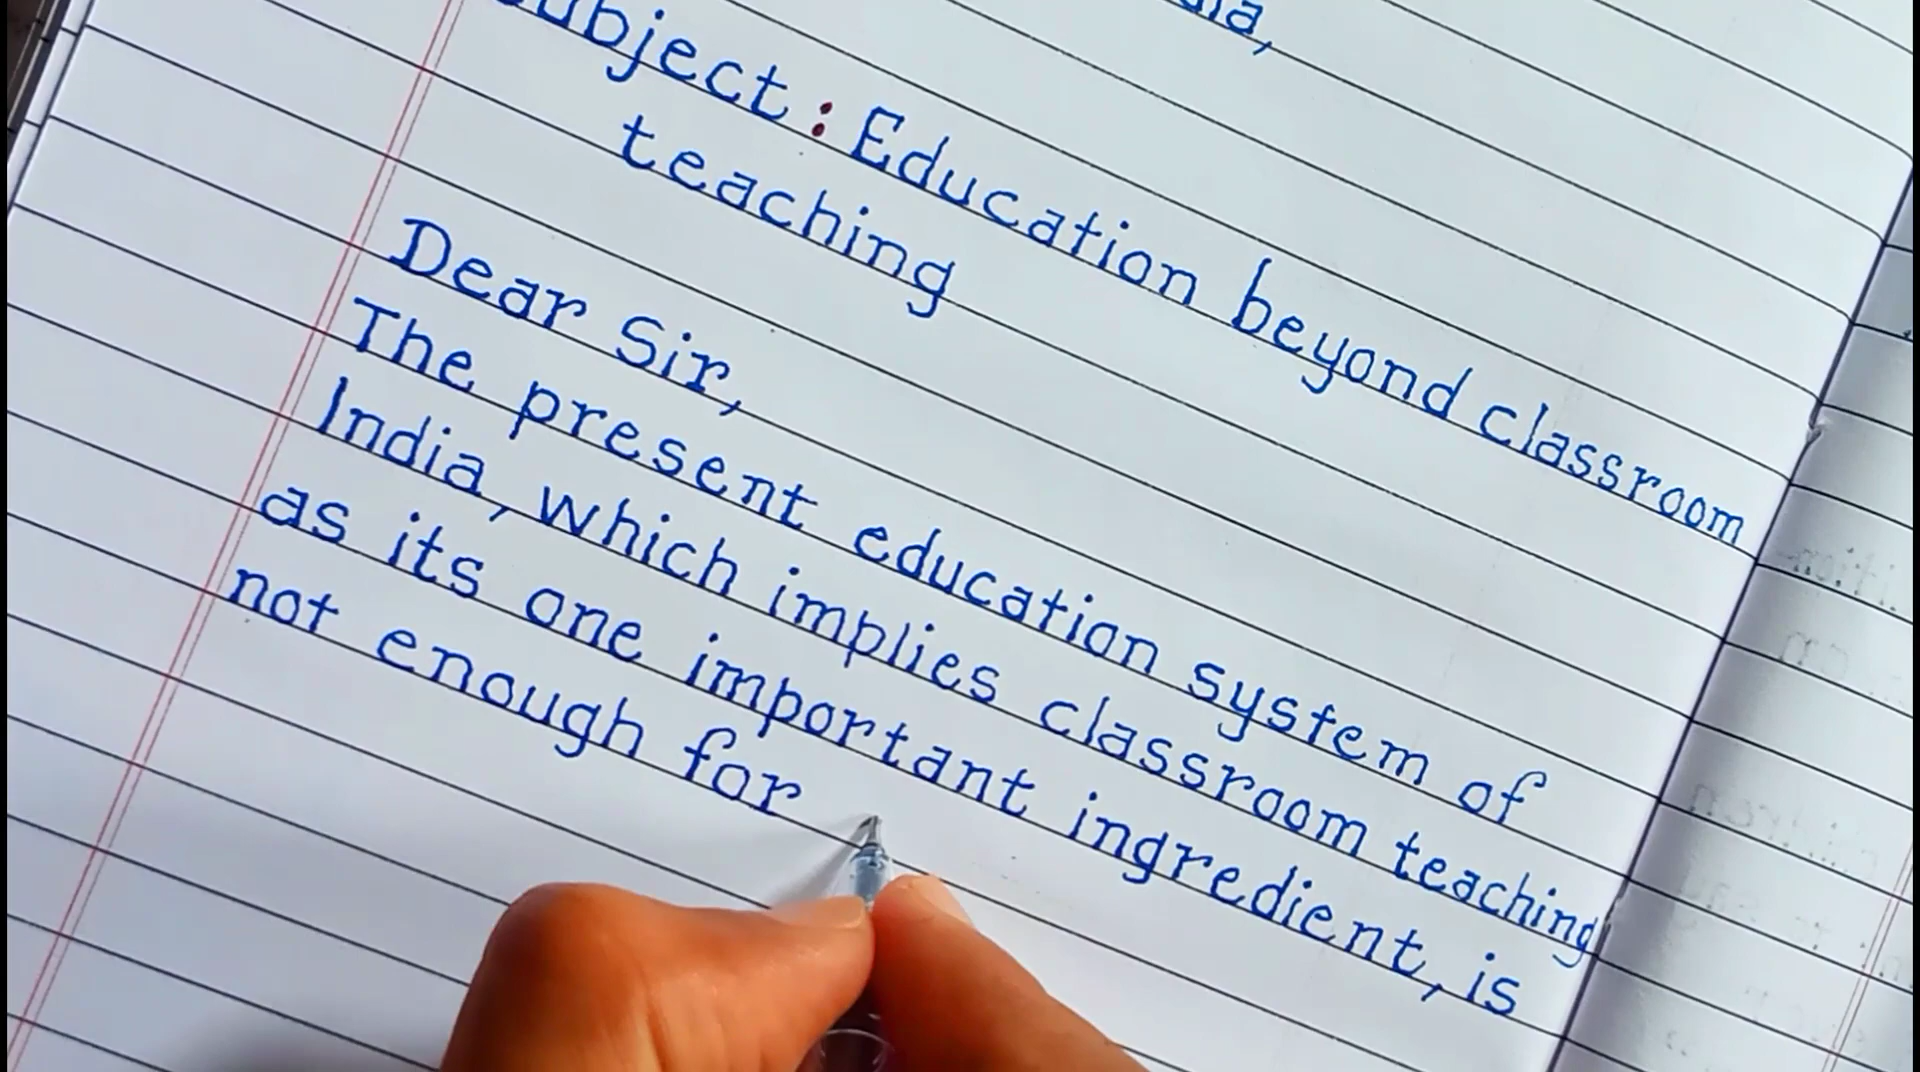 Subject : Education beyond classroom
teaching
Dear Sir,
The present education system of
India, which implies classroom teaching
as its one important ingredient, is
not enough for